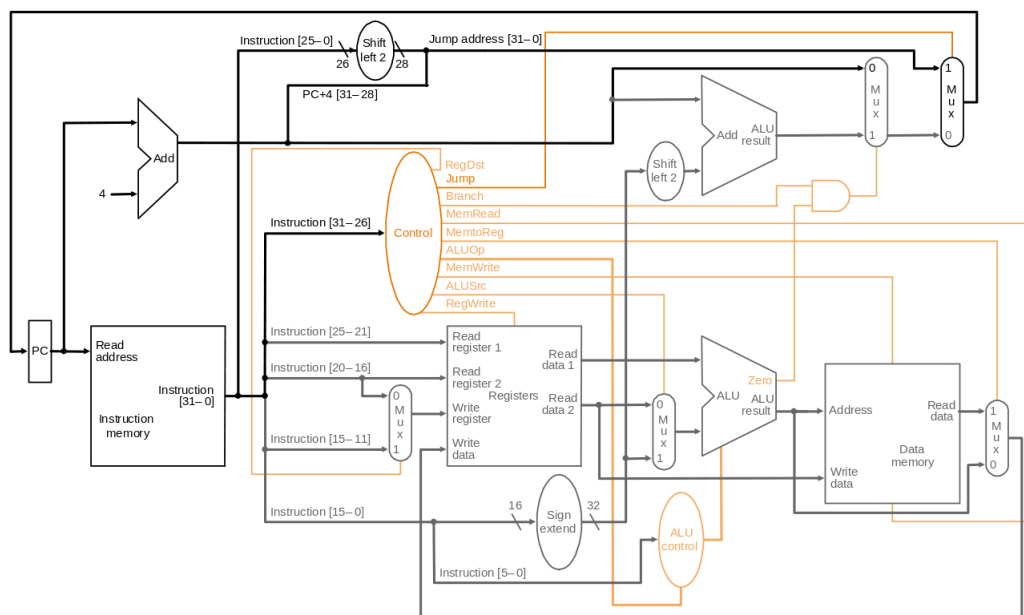 Instruction [25–0]
26
Shift
left 2
28
Jump address [31–0]
PC+4 [31–28]
Add
4
0
M
u
x
1
1
M
u
x
0
Add
ALU
result
Shift
left 2
RegDst
Jump
Branch
MemRead
MemtoReg
ALUOp
MemWrite
ALUSrc
RegWrite
Instruction [31–26]
Control
PC
Read
address
Instruction
[31–0]
Instruction
memory
Instruction [25–21]
Instruction [20–16]
Instruction [15–11]
Instruction [15–0]
0
M
u
x
1
Read
register 1
Read
register 2
Write
register
Write
data
Registers
Read
data 1
Read
data 2
0
M
u
x
1
Zero
ALU
ALU
result
Address
Read
data
Data
memory
Write
data
1
M
u
x
0
16
Sign
extend
32
ALU
control
Instruction [5–0]